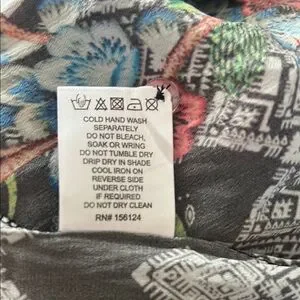 COLD HAND WASH
SEPARATELY
DO NOT BLEACH,
SOAK OR WRING
DO NOT TUMBLE DRY
DRIP DRY IN SHADE
COOL IRON ON
REVERSE SIDE
UNDER CLOTH
IF REQUIRED
DO NOT DRY CLEAN
RN# 156124